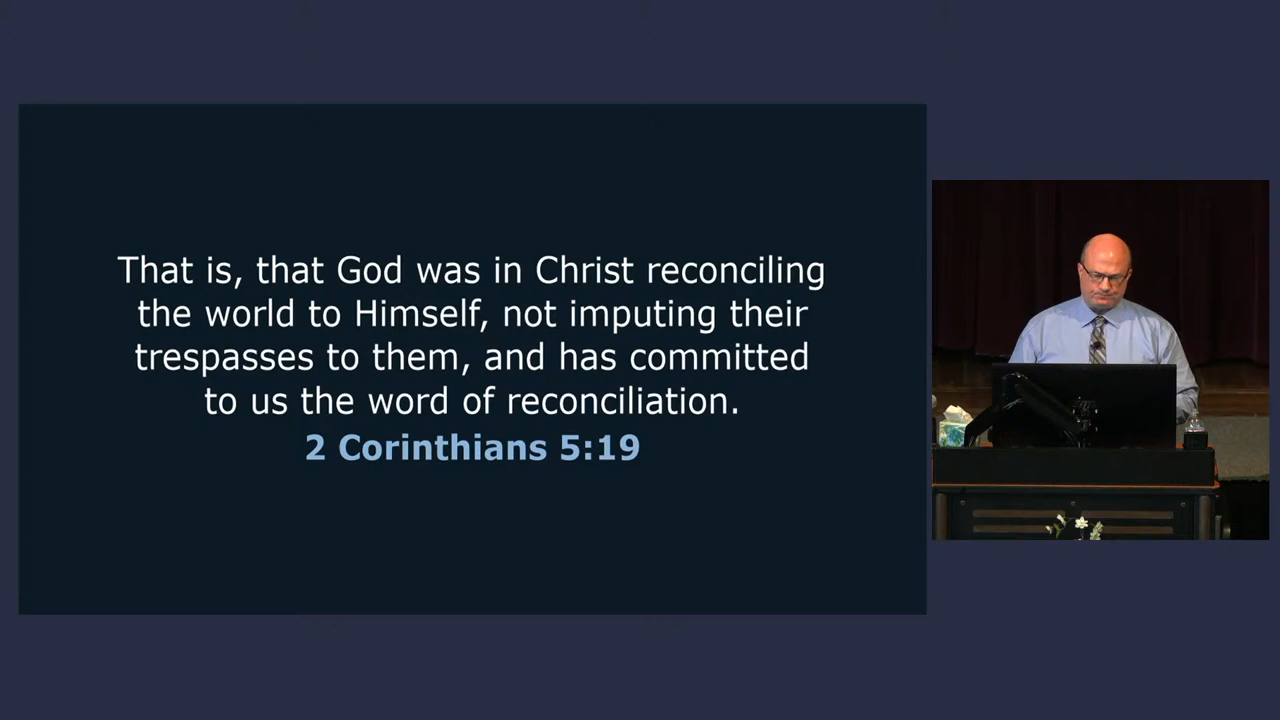 That is, that God was in Christ reconciling
the world to Himself, not imputing their
trespasses to them, and has committed
to us the word of reconciliation.
2 Corinthians 5:19